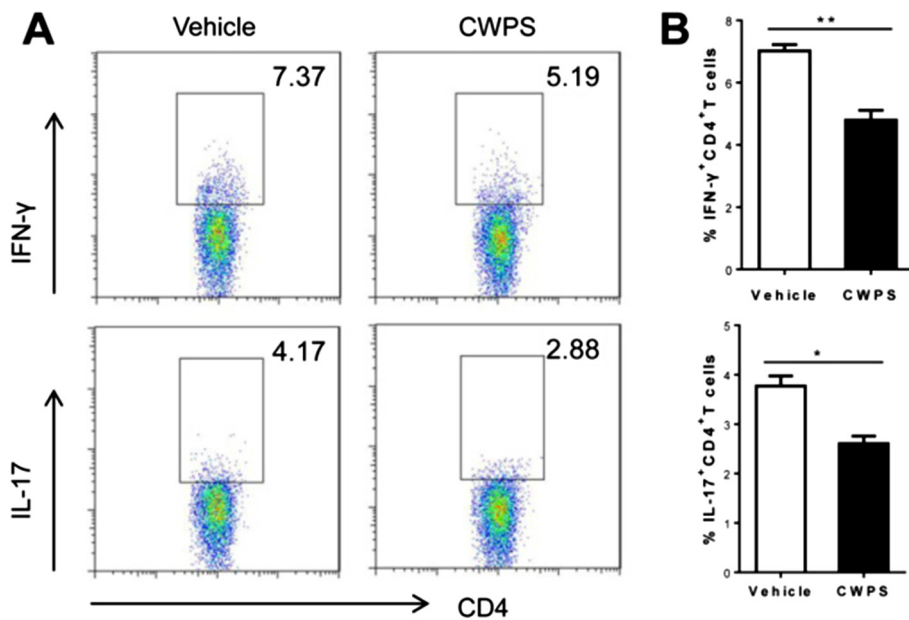 A
Vehicle
CWPS
IFN-γ
7.37
5.19
IL-17
4.17
2.88
CD4
B
**
% IFN-γ⁺CD4⁺T cells
8
6
4
2
0
Vehicle CWPS
*
% IL-17⁺CD4⁺T cells
5
4
3
2
1
0
Vehicle CWPS